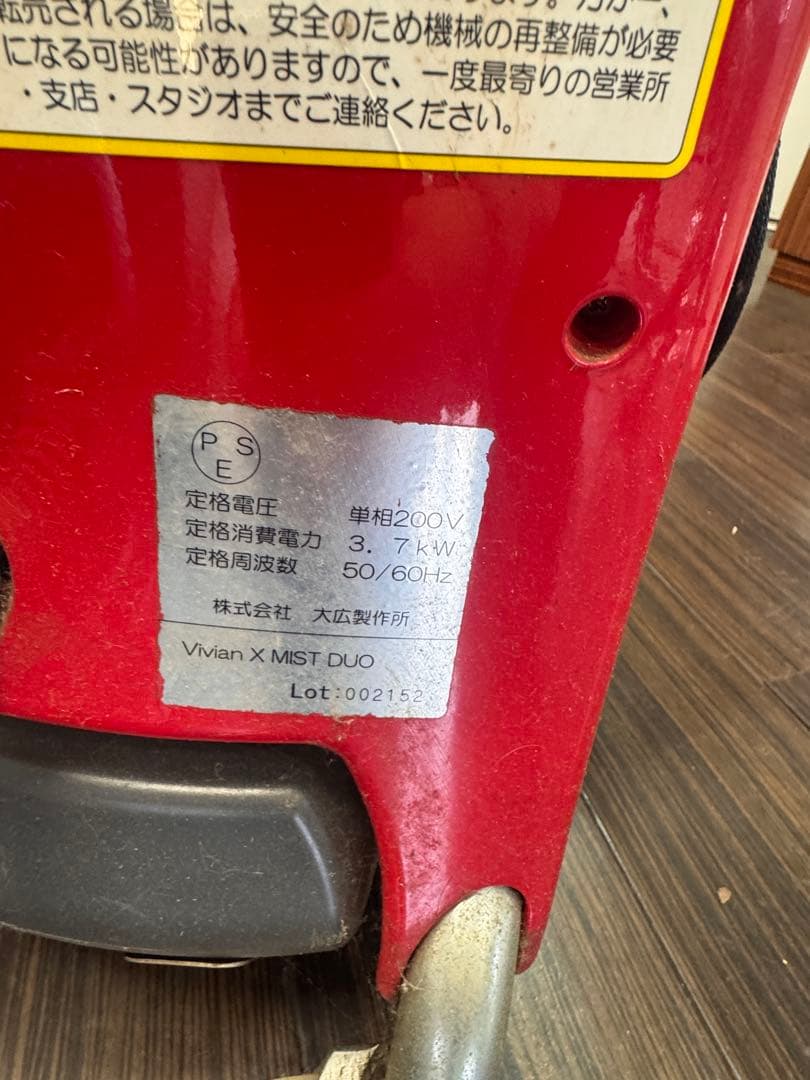 転売される場合は、安全のため機械の再整備が必要
になる可能性がありますので、一度最寄りの営業所
・支店・スタジオまでご連絡ください。
P S
E
定格電圧 単相200V
定格消費電力 3.7kW
定格周波数 50/60Hz
株式会社 大広製作所
Vivian X MIST DUO
Lot:002152